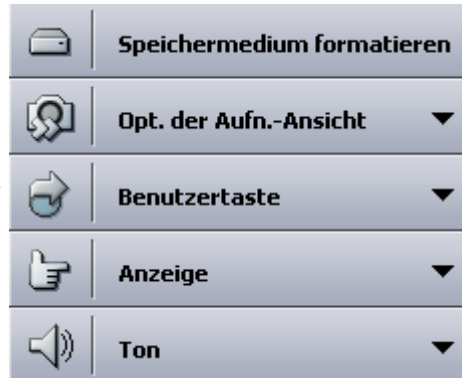 Speichermedium formatieren
Opt. der Aufn.-Ansicht
Benutzertaste
Anzeige
Ton